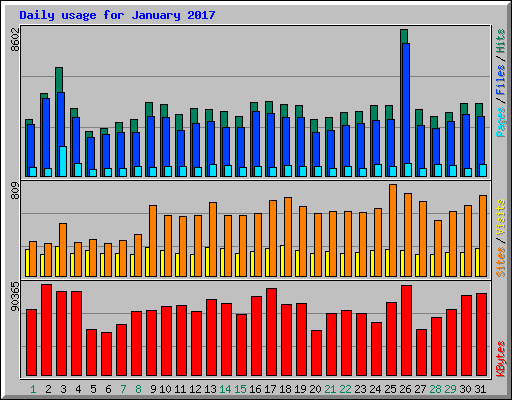 Daily usage for January 2017
8602
Pages / Files / Hits
809
Sites / Visits
90365
KBytes
1 2 3 4 5 6 7 8 9 10 11 12 13 14 15 16 17 18 19 20 21 22 23 24 25 26 27 28 29 30 31